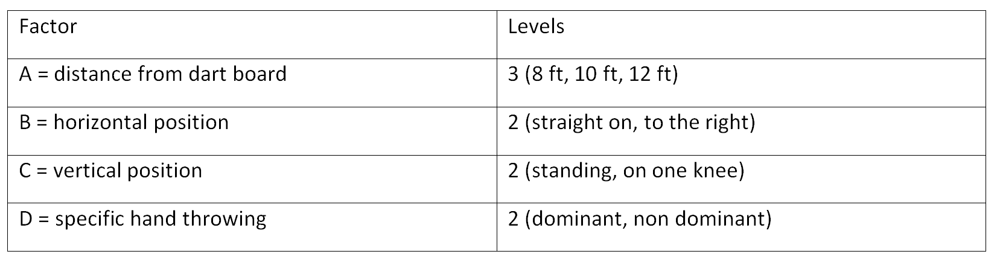 Factor Levels
A = distance from dart board 3 (8 ft, 10 ft, 12 ft)
B = horizontal position 2 (straight on, to the right)
C = vertical position 2 (standing, on one knee)
D = specific hand throwing 2 (dominant, non dominant)